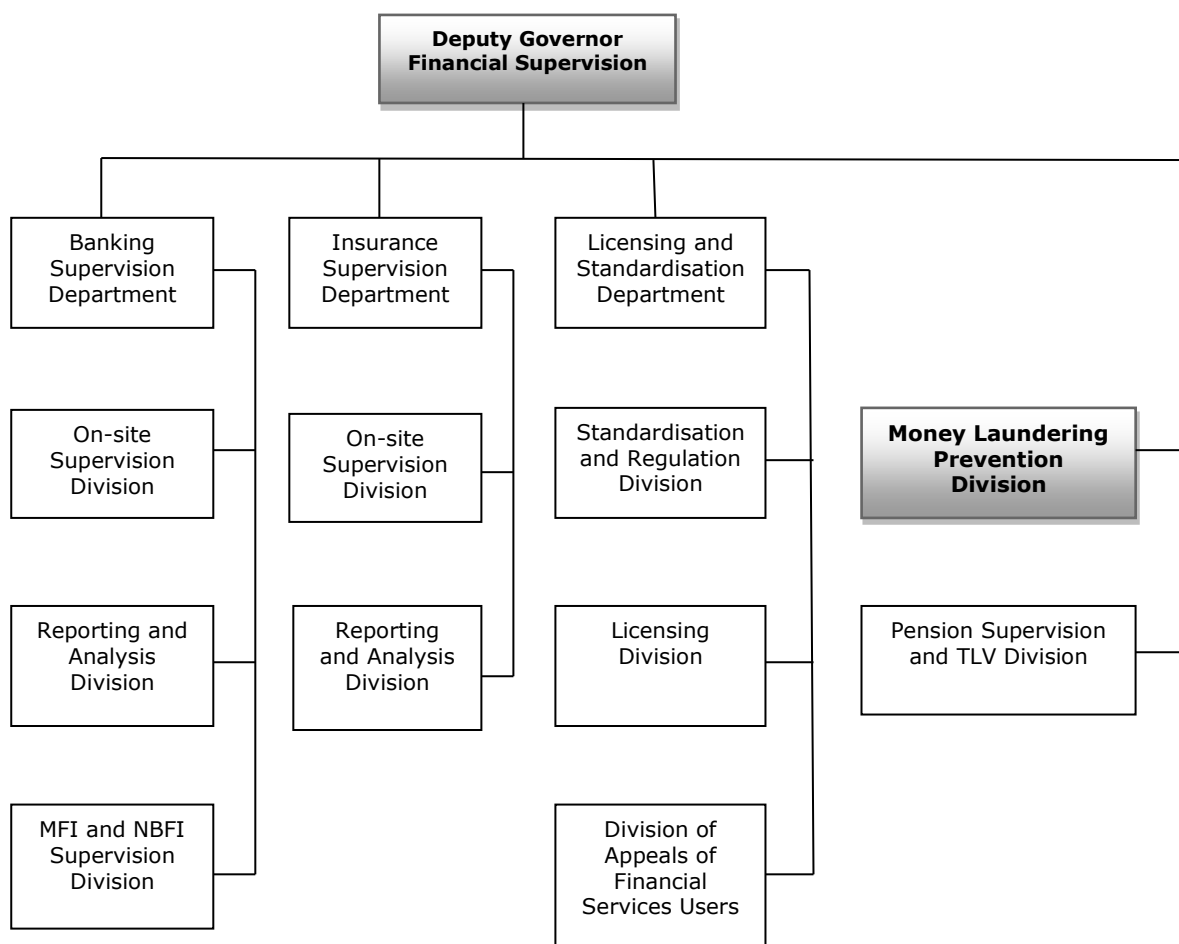 Deputy Governor
Financial Supervision
Banking
Supervision
Department
Insurance
Supervision
Department
Licensing and
Standardisation
Department
On-site
Supervision
Division
On-site
Supervision
Division
Standardisation
and Regulation
Division
Money Laundering
Prevention
Division
Reporting and
Analysis
Division
Reporting
and Analysis
Division
Licensing
Division
Pension Supervision
and TLV Division
MFI and NBFI
Supervision
Division
Division of
Appeals of
Financial
Services Users